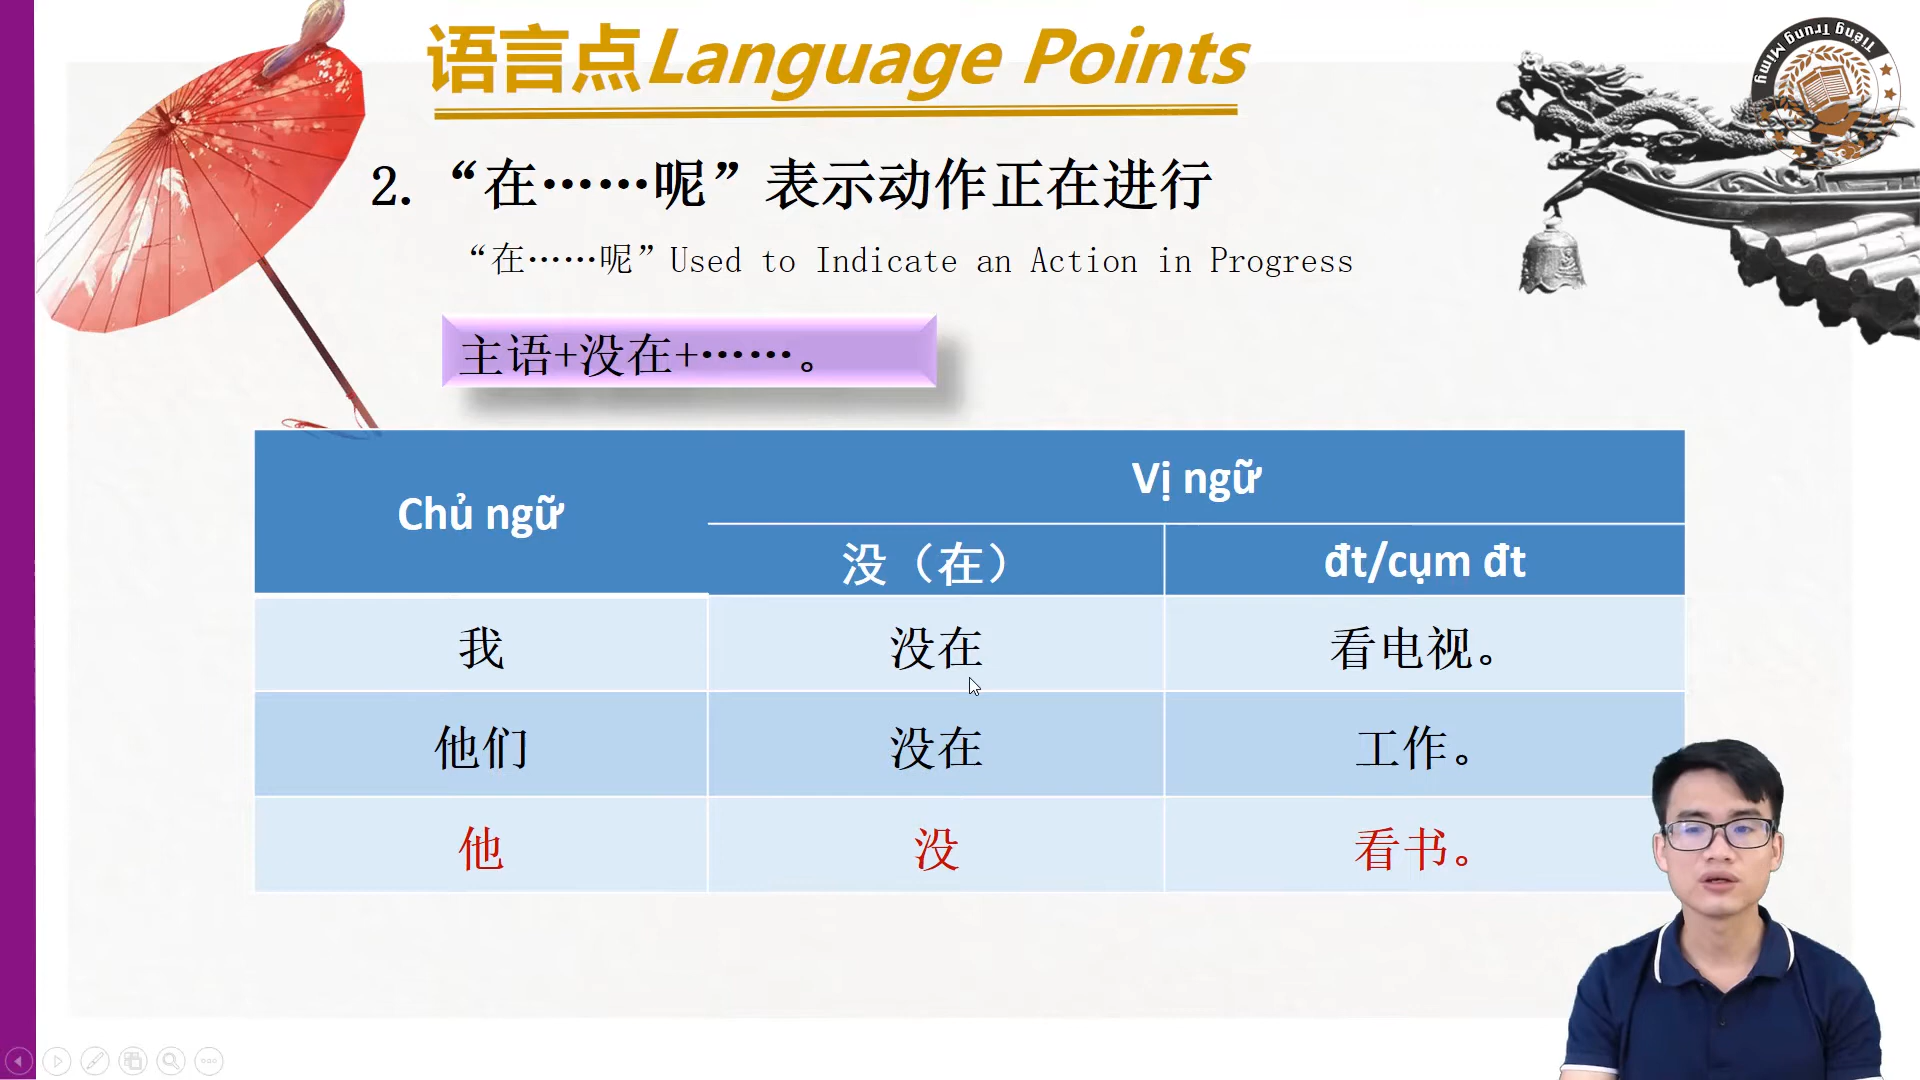 语言点Language Points
Tiếng Trung Mimy
2. “在……呢”表示动作正在进行
“在……呢”Used to Indicate an Action in Progress
主语+没在+……。
Chủ ngữ
Vị ngữ
没（在）
đt/cụm đt
我
没在
看电视。
他们
没在
工作。
他
没
看书。